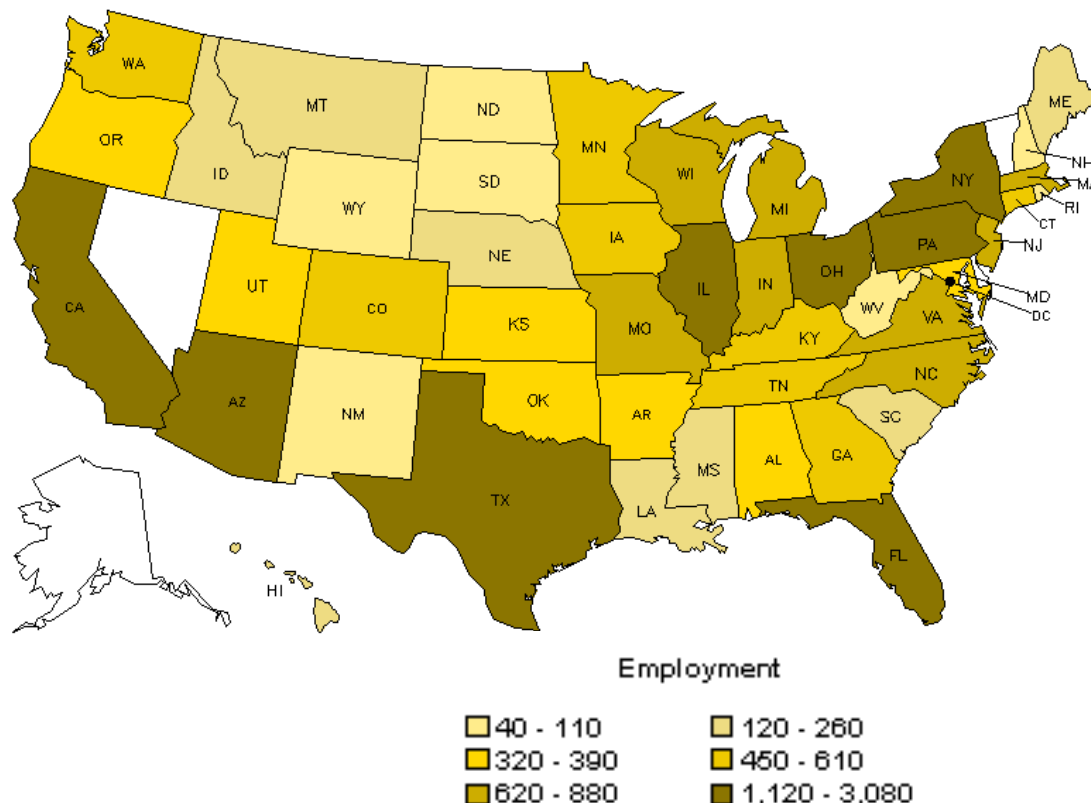 WA
ME
MT
ND
OR
MN
NH
ID
SD
WI
NY
MA
WY
MI
RI
CT
IA
PA
NJ
NE
UT
IL
IN
OH
MD
CA
CO
WV
DC
KS
MO
VA
KY
NC
TN
AZ
OK
NM
AR
SC
MS
AL
GA
TX
LA
FL
HI
Employment
40 - 110 120 - 260
320 - 390 450 - 610
620 - 880 1,120 - 3,080